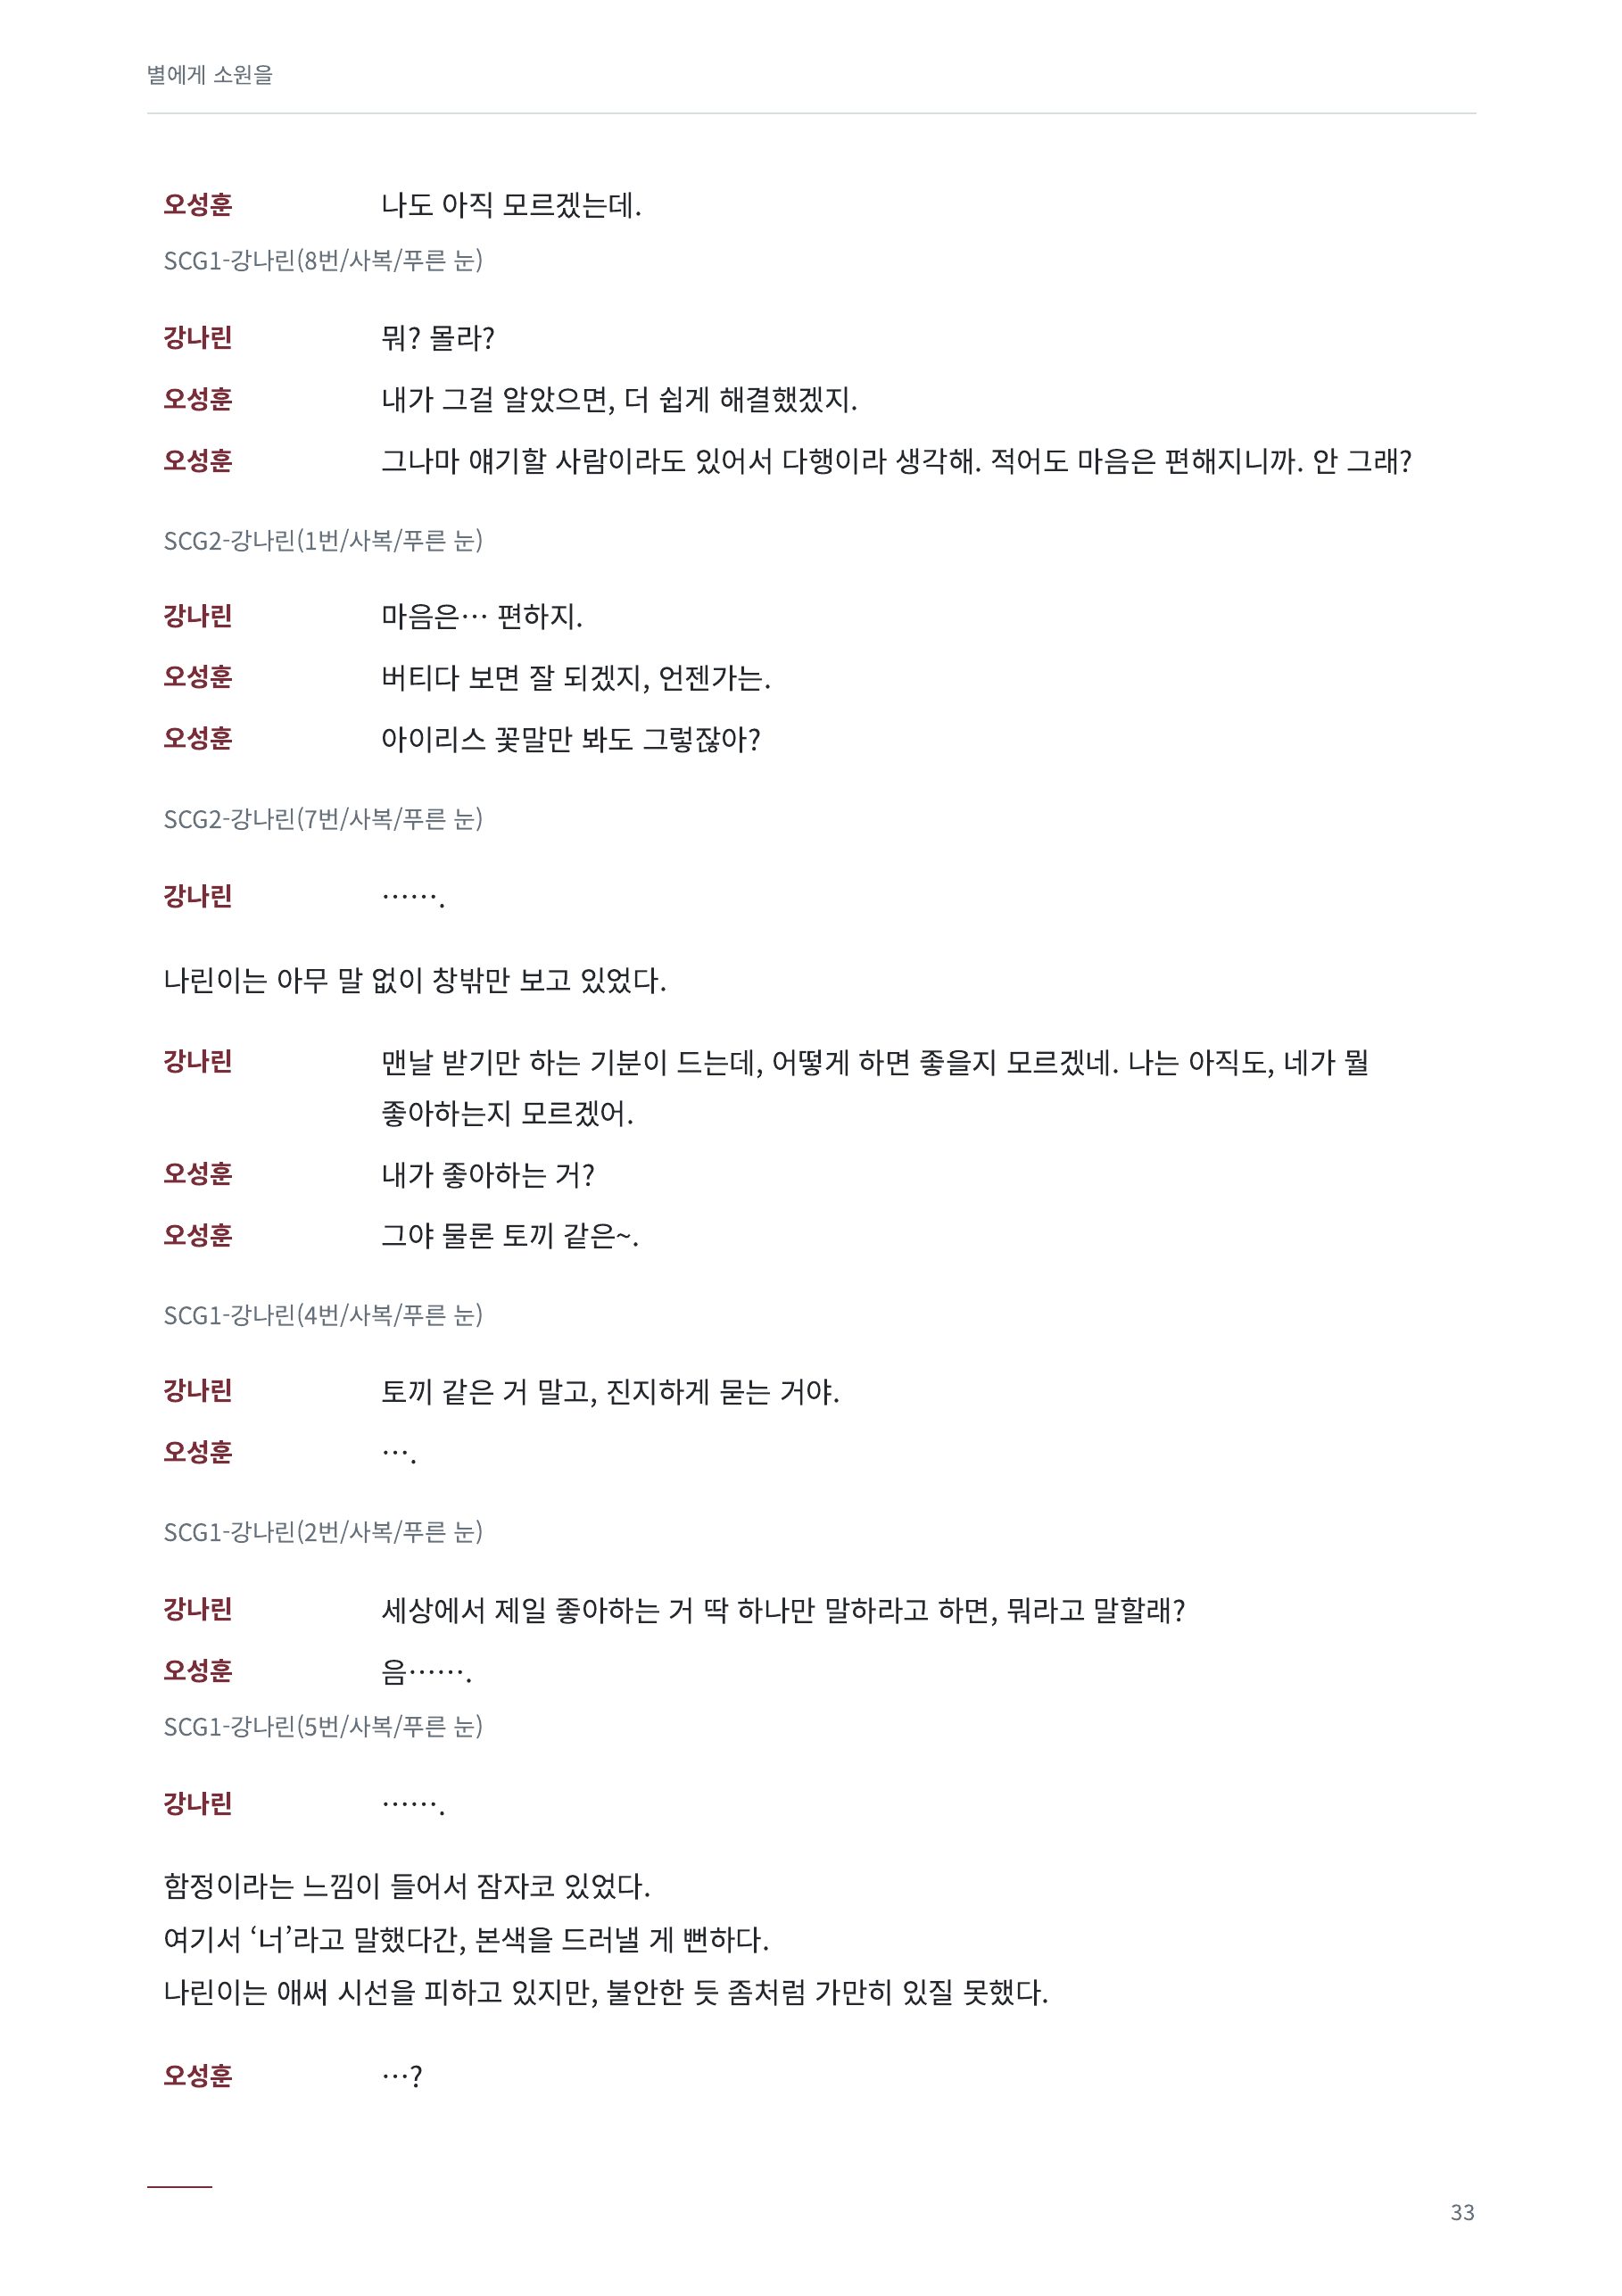 별에게 소원을
오성훈 나도 아직 모르겠는데.
SCG1-강나린(8번/사복/푸른 눈)
강나린 뭐? 몰라?
오성훈 내가 그걸 알았으면, 더 쉽게 해결했겠지.
오성훈 그나마 얘기할 사람이라도 있어서 다행이라 생각해. 적어도 마음은 편해지니까. 안 그래?
SCG2-강나린(1번/사복/푸른 눈)
강나린 마음은… 편하지.
오성훈 버티다 보면 잘 되겠지, 언젠가는.
오성훈 아이리스 꽃말만 봐도 그렇잖아?
SCG2-강나린(7번/사복/푸른 눈)
강나린 …….
나린이는 아무 말 없이 창밖만 보고 있었다.
강나린 맨날 받기만 하는 기분이 드는데, 어떻게 하면 좋을지 모르겠네. 나는 아직도, 네가 뭘
좋아하는지 모르겠어.
오성훈 내가 좋아하는 거?
오성훈 그야 물론 토끼 같은~.
SCG1-강나린(4번/사복/푸른 눈)
강나린 토끼 같은 거 말고, 진지하게 묻는 거야.
오성훈 ….
SCG1-강나린(2번/사복/푸른 눈)
강나린 세상에서 제일 좋아하는 거 딱 하나만 말하라고 하면, 뭐라고 말할래?
오성훈 음…….
SCG1-강나린(5번/사복/푸른 눈)
강나린 …….
함정이라는 느낌이 들어서 잠자코 있었다.
여기서 ‘너’라고 말했다간, 본색을 드러낼 게 뻔하다.
나린이는 애써 시선을 피하고 있지만, 불안한 듯 좀처럼 가만히 있질 못했다.
오성훈 …?
33